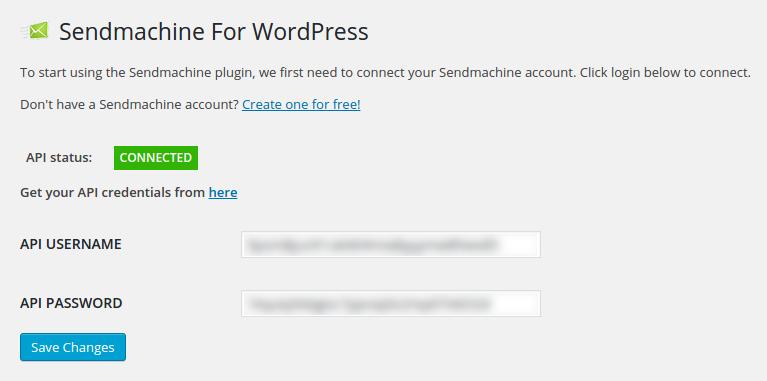 Sendmachine For WordPress
To start using the Sendmachine plugin, we first need to connect your Sendmachine account. Click login below to connect.
Don't have a Sendmachine account? Create one for free!
API status: CONNECTED
Get your API credentials from here
API USERNAME
API PASSWORD
Save Changes